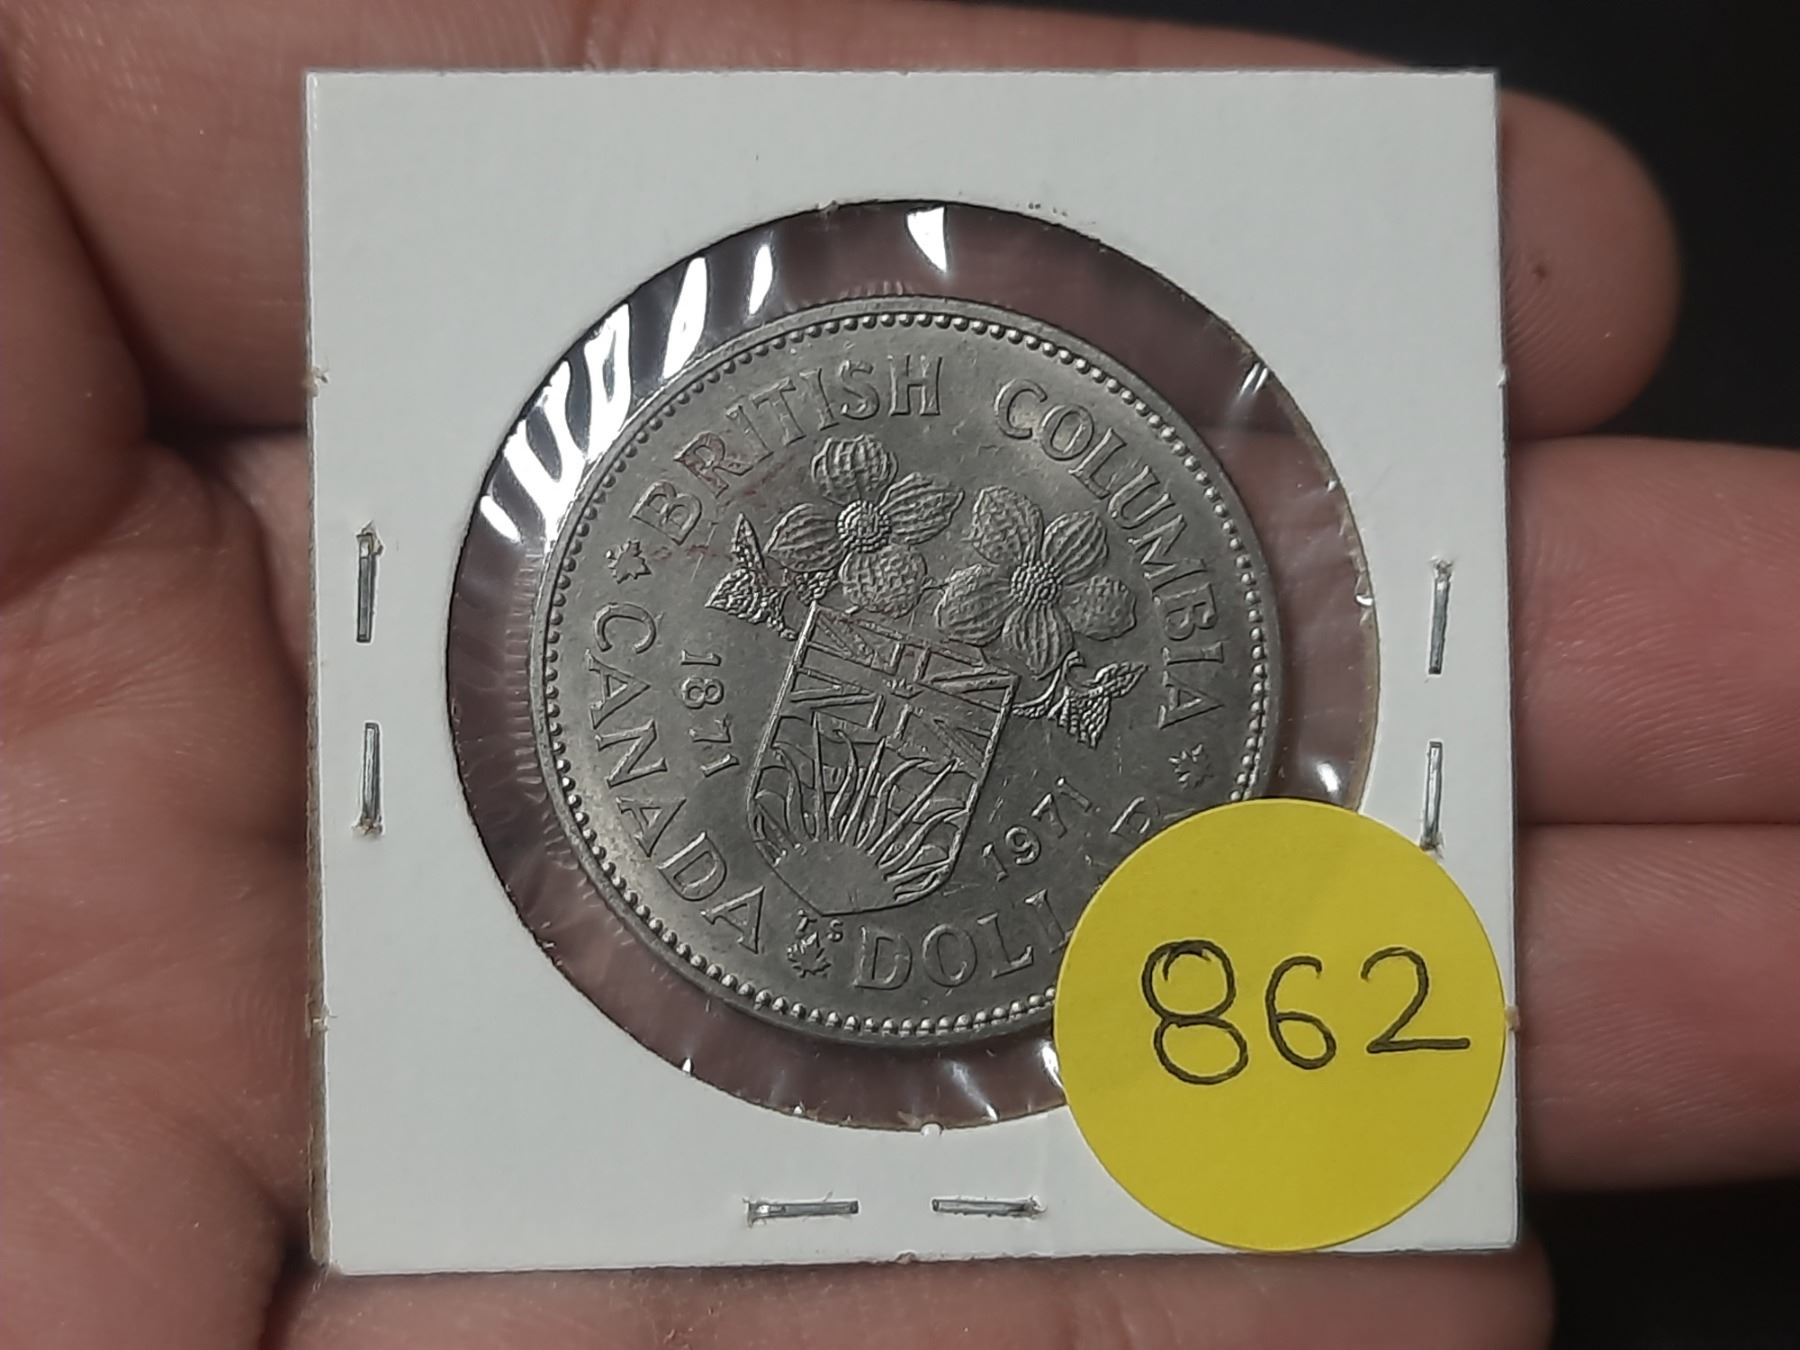 BRITISH COLUMBIA
CANADA
1871
1971
T S
DOLL
862